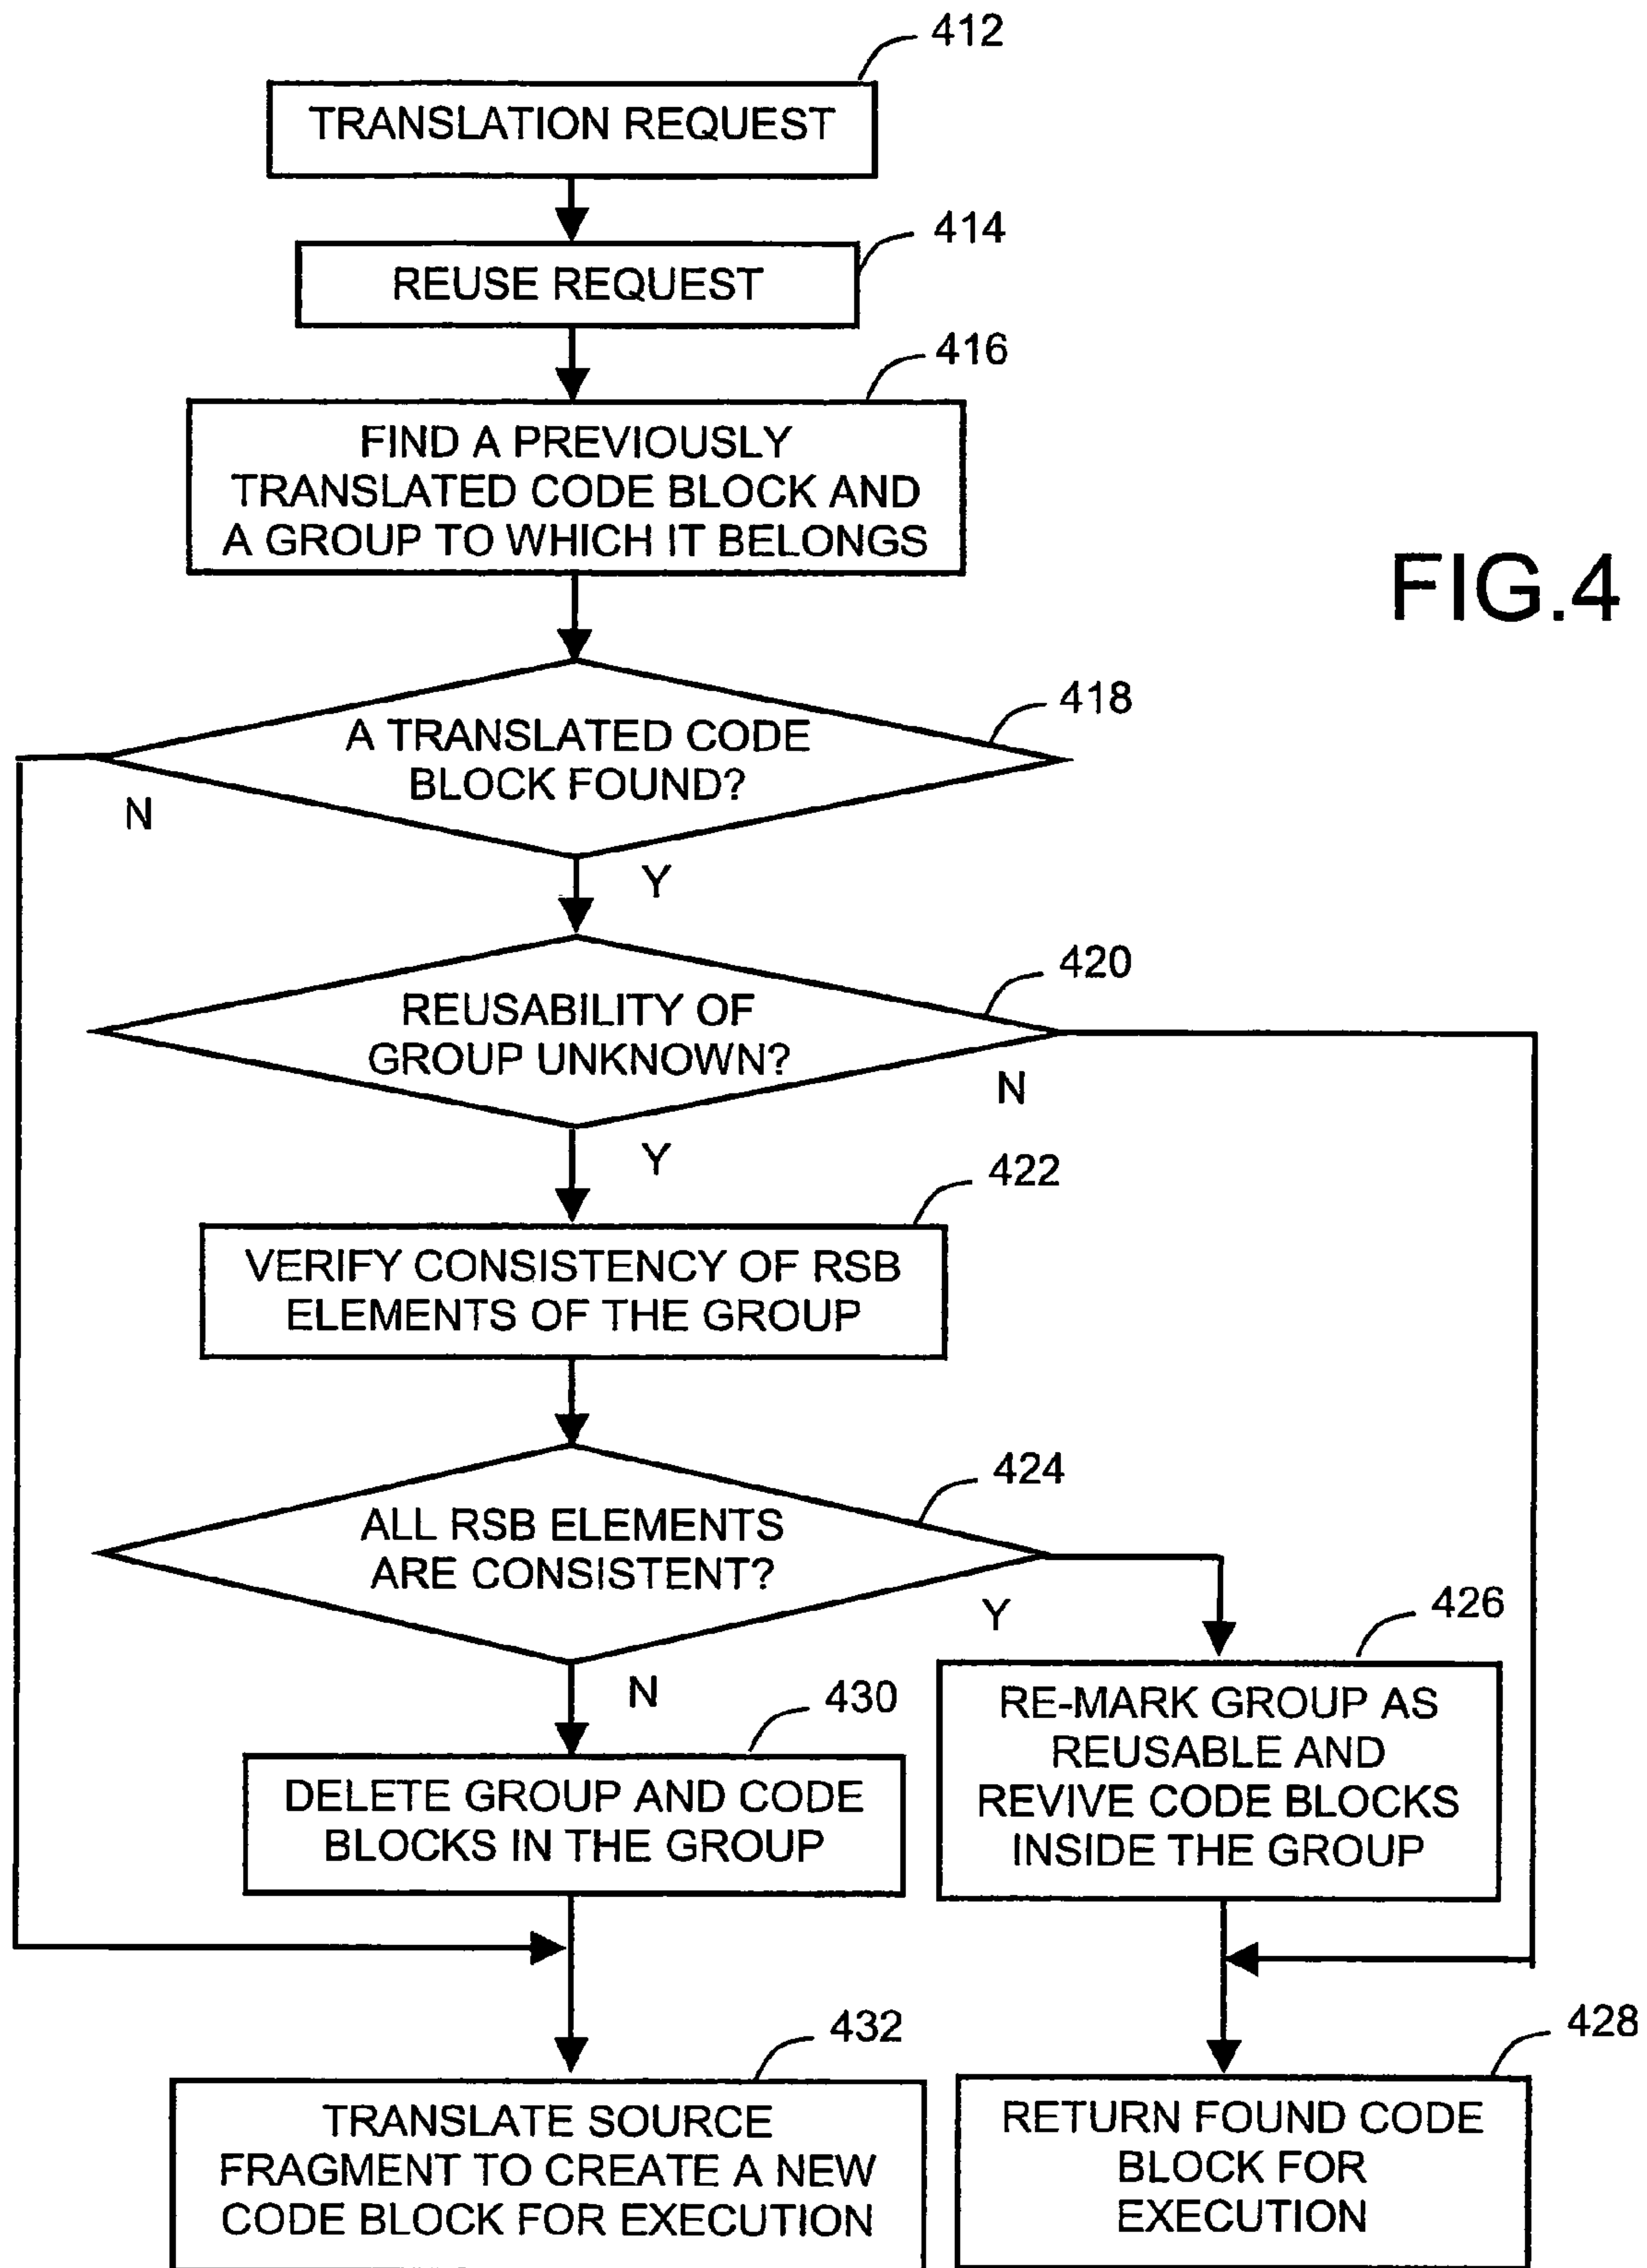 412
TRANSLATION REQUEST
414
REUSE REQUEST
416
FIND A PREVIOUSLY
TRANSLATED CODE BLOCK AND
A GROUP TO WHICH IT BELONGS
FIG.4
418
A TRANSLATED CODE
BLOCK FOUND?
N
Y
420
REUSABILITY OF
GROUP UNKNOWN?
N
Y
422
VERIFY CONSISTENCY OF RSB
ELEMENTS OF THE GROUP
424
ALL RSB ELEMENTS
ARE CONSISTENT?
Y
N
426
RE-MARK GROUP AS
REUSABLE AND
REVIVE CODE BLOCKS
INSIDE THE GROUP
430
DELETE GROUP AND CODE
BLOCKS IN THE GROUP
432
TRANSLATE SOURCE
FRAGMENT TO CREATE A NEW
CODE BLOCK FOR EXECUTION
428
RETURN FOUND CODE
BLOCK FOR
EXECUTION